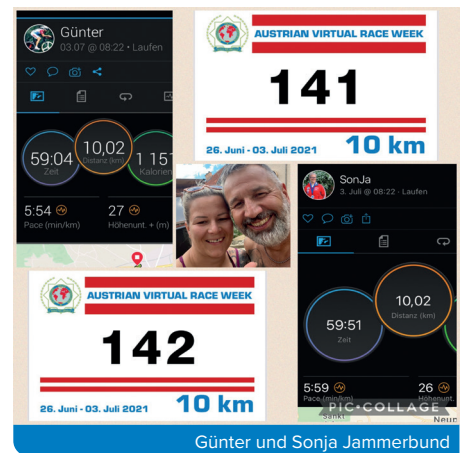 Günter
03.07 @ 08:22 • Laufen
59:04
Zeit
10,02
Distanz (km)
1 151
Kalorien
5:54
Pace (min/km)
27
Höhenunt. + (m)
AUSTRIAN VIRTUAL RACE WEEK
141
26. Juni - 03. Juli 2021
10 km
SonJa
3. Juli @ 08:22 - Laufen
10,02
Distanz (km)
59:51
Zeit
5:59
Pace (min/km)
26
Höhenunt.
Sankt
PIC•COLLAGE
AUSTRIAN VIRTUAL RACE WEEK
142
26. Juni - 03. Juli 2021
10 km
Günter und Sonja Jammerbund